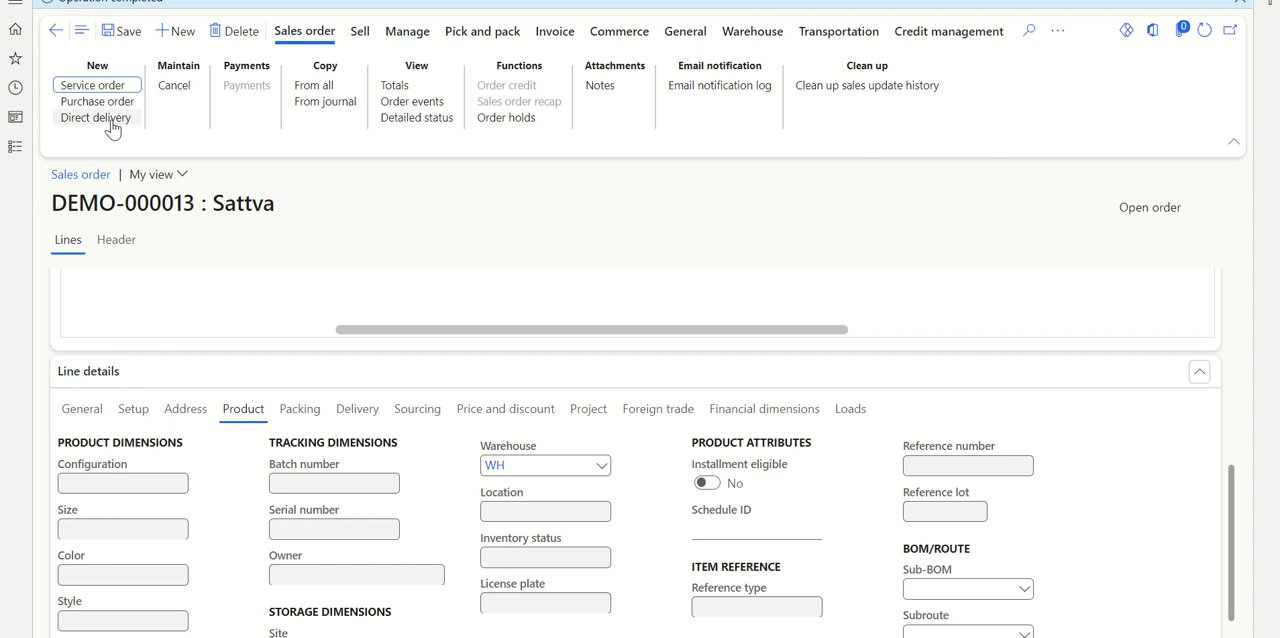 Operation completed
Save New Delete Sales order Sell Manage Pick and pack Invoice Commerce General Warehouse Transportation Credit management 0
New Maintain Payments Copy View Functions Attachments Email notification Clean up
Service order Cancel Payments From all Totals Order credit Notes Email notification log Clean up sales update history
Purchase order From journal Order events Sales order recap
Direct delivery Detailed status Order holds
Sales order | My view
DEMO-000013 : Sattva
Open order
Lines Header
Line details
General Setup Address Product Packing Delivery Sourcing Price and discount Project Foreign trade Financial dimensions Loads
PRODUCT DIMENSIONS
Configuration
Size
Color
Style
TRACKING DIMENSIONS
Batch number
Serial number
Owner
STORAGE DIMENSIONS
Site
Warehouse
WH
Location
Inventory status
License plate
PRODUCT ATTRIBUTES
Installment eligible
No
Schedule ID
ITEM REFERENCE
Reference type
Reference number
Reference lot
BOM/ROUTE
Sub-BOM
Subroute